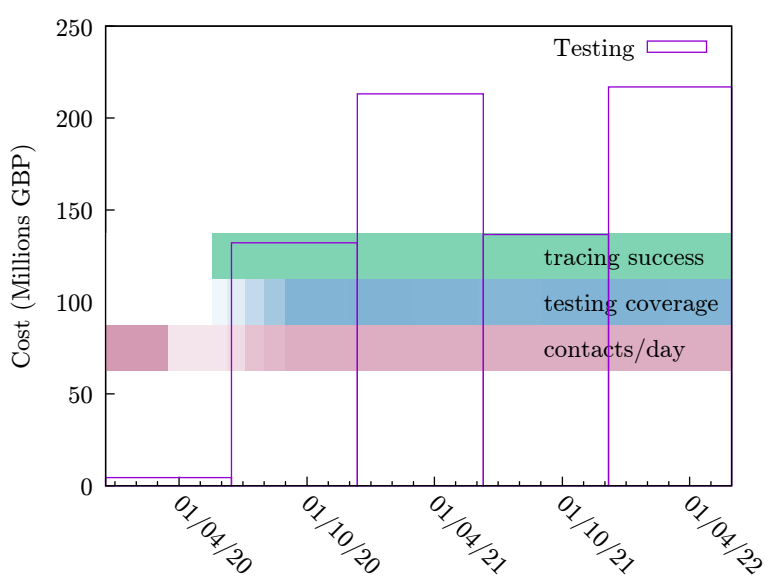 250
200
150
100
50
0
Cost (Millions GBP)
Testing
tracing success
testing coverage
contacts/day
01/04/20
01/10/20
01/04/21
01/10/21
01/04/22